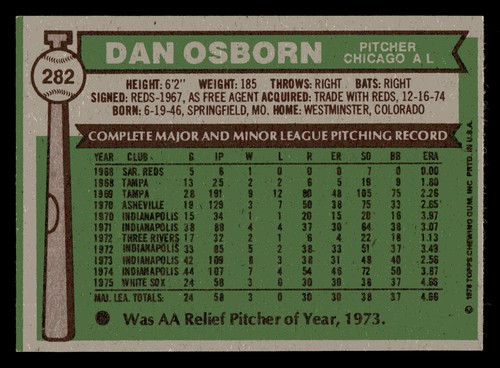 282
DAN OSBORN
PITCHER
CHICAGO A L
HEIGHT: 6'2" WEIGHT: 185 THROWS: RIGHT BATS: RIGHT
SIGNED: REDS-1967, AS FREE AGENT ACQUIRED: TRADE WITH REDS, 12-16-74
BORN: 6-19-46, SPRINGFIELD, MO. HOME: WESTMINSTER, COLORADO
COMPLETE MAJOR AND MINOR LEAGUE PITCHING RECORD
YEAR CLUB G IP W L R ER SO BB ERA
1968 SAR. REDS 5 6 1 0 0 0 7 0 0.00
1968 TAMPA 13 25 2 2 6 5 19 9 1.80
1969 TAMPA 28 191 9 12 80 48 107 75 2.26
1970 ASHEVILLE 19 129 3 7 50 38 75 33 2.65
1970 INDIANAPOLIS 15 34 1 1 20 15 20 16 3.97
1971 INDIANAPOLIS 41 89 4 7 37 30 64 38 3.07
1972 THREE RIVERS 17 32 2 1 6 4 22 18 1.13
1972 INDIANAPOLIS 33 85 5 2 38 33 51 37 3.49
1973 INDIANAPOLIS 42 109 8 3 38 31 48 40 2.56
1974 INDIANAPOLIS 44 107 7 4 54 46 72 50 3.87
1975 WHITE SOX 24 58 3 0 30 30 38 37 4.66
MAJ. LEA. TOTALS: 24 58 3 0 30 30 38 37 4.66
Was AA Relief Pitcher of Year, 1973.
© 1976 TOPPS CHEWING GUM, INC. PRTD. IN U.S.A.